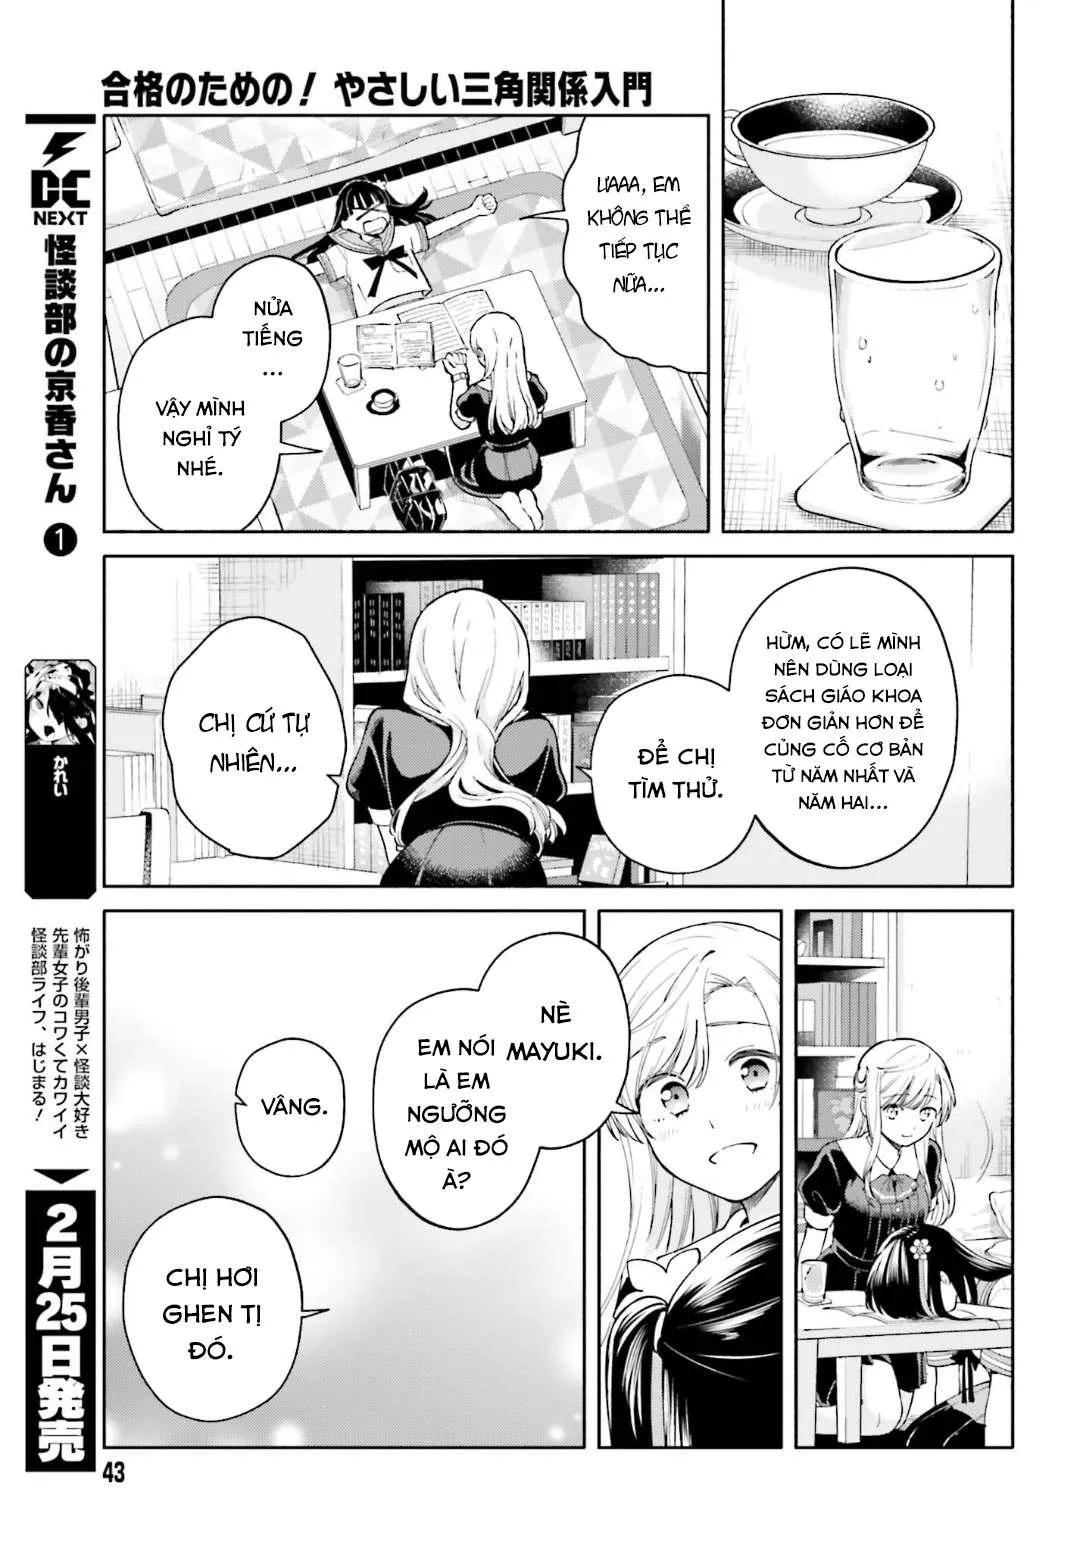 合格のための！ やさしい三角関係入門
ƯAAA, EM
KHÔNG THỂ
TIẾP TỤC
NỮA...
NỬA
TIẾNG
...
VẬY MÌNH
NGHỈ TÝ
NHÉ.
HỪM, CÓ LẼ MÌNH
NÊN DÙNG LOẠI
SÁCH GIÁO KHOA
ĐƠN GIẢN HƠN ĐỂ
CỦNG CỐ CƠ BẢN
TỪ NĂM NHẤT VÀ
NĂM HAI...
ĐỂ CHỊ
TÌM THỬ.
CHỊ CỨ TỰ
NHIÊN...
NÈ
MAYUKI.
EM NÓI
LÀ EM
NGƯỠNG
MỘ AI ĐÓ
À?
VÂNG.
CHỊ HƠI
GHEN TỊ
ĐÓ.
DC
NEXT
怪談部の京香さん
1
かれい
怖がり後輩男子×怪談大好き
先輩女子のコワくてカワイイ
怪談部ライフ、はじまる！
2月25日発売
43